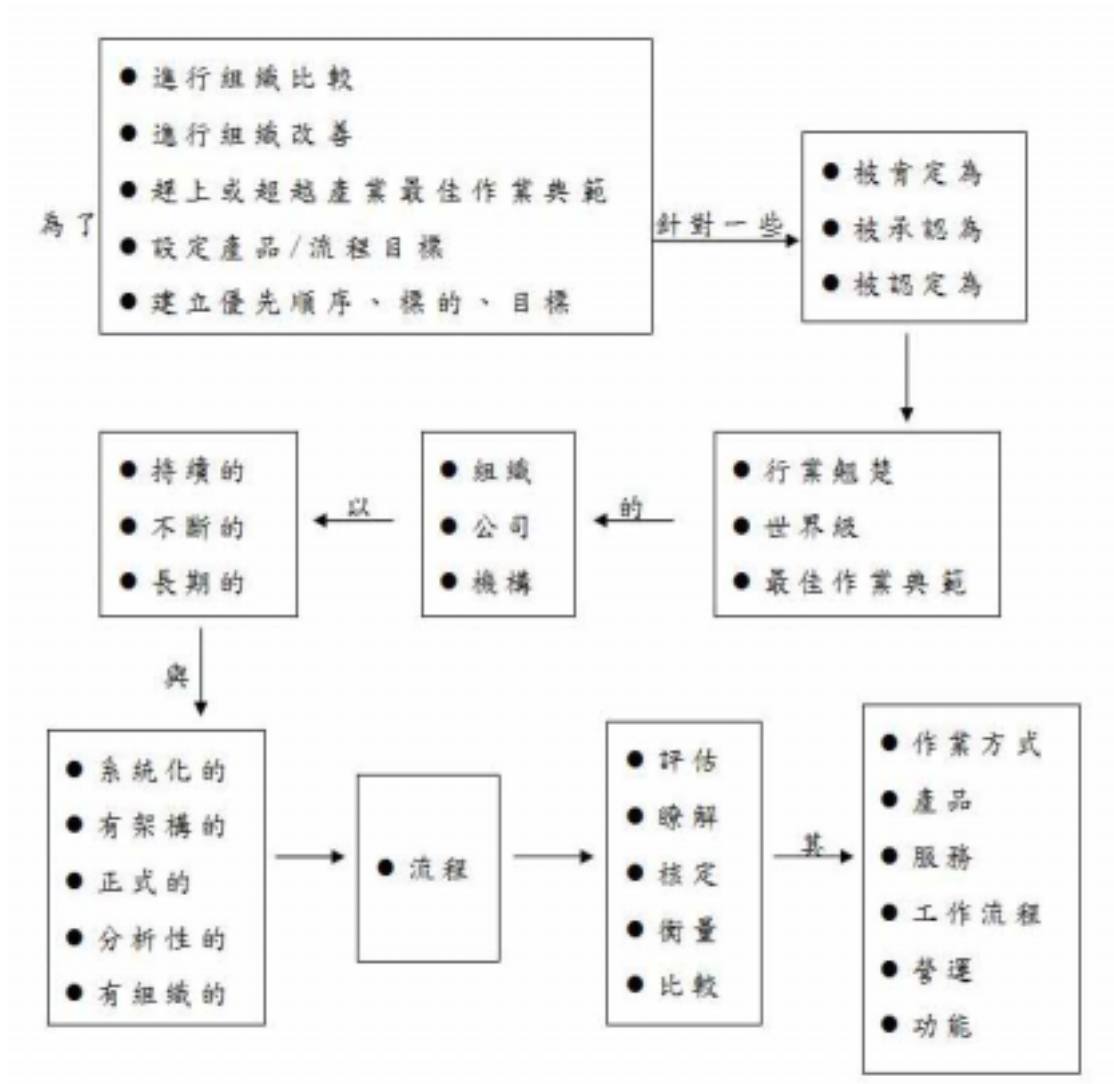 為了
● 進行組織比較
● 進行組織改善
● 趕上或超越產業最佳作業典範
● 設定產品/流程目標
● 建立優先順序、標的、目標
針對一些
● 被肯定為
● 被承認為
● 被認定為
● 行業翹楚
● 世界級
● 最佳作業典範
的
● 組織
● 公司
● 機構
以
● 持續的
● 不斷的
● 長期的
與
● 系統化的
● 有架構的
● 正式的
● 分析性的
● 有組織的
● 流程
● 評估
● 瞭解
● 核定
● 衡量
● 比較
其
● 作業方式
● 產品
● 服務
● 工作流程
● 營運
● 功能